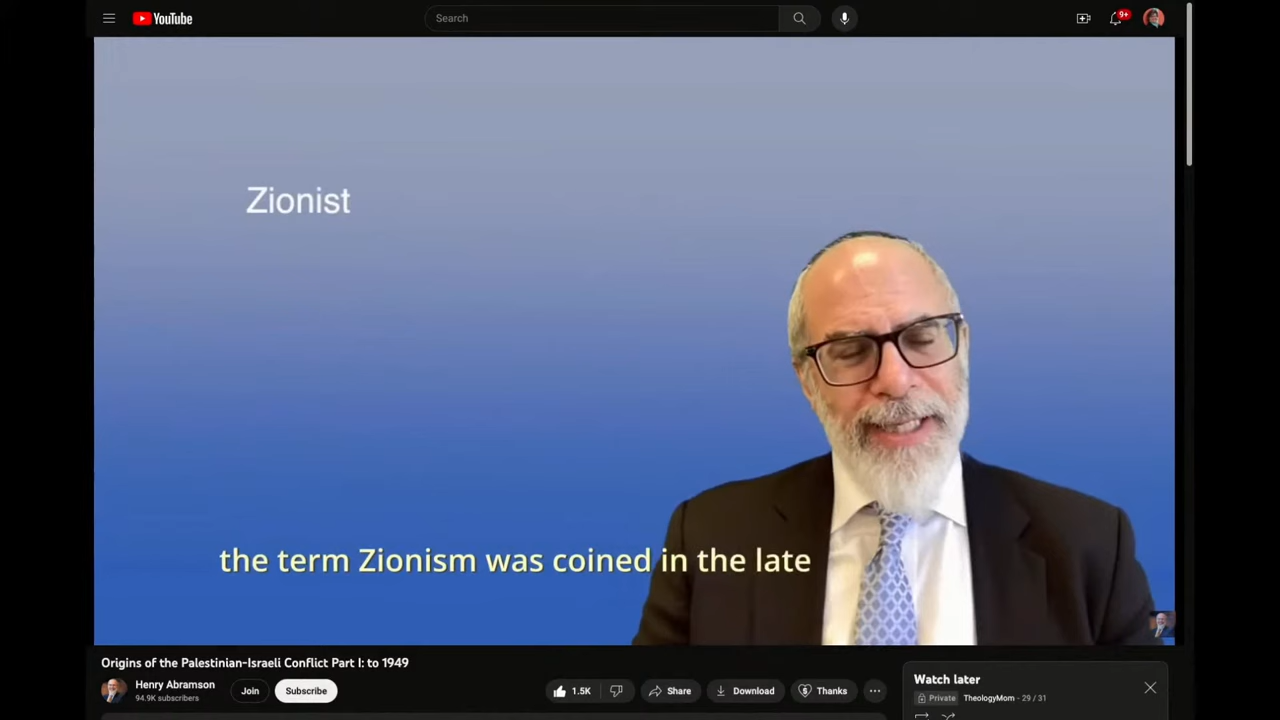 YouTube
Search
9+
Zionist
the term Zionism was coined in the late
Origins of the Palestinian-Israeli Conflict Part I: to 1949
Henry Abramson
94.9K subscribers
Join
Subscribe
1.5K
Share
Download
Thanks
Watch later
Private
TheologyMom - 29 / 31